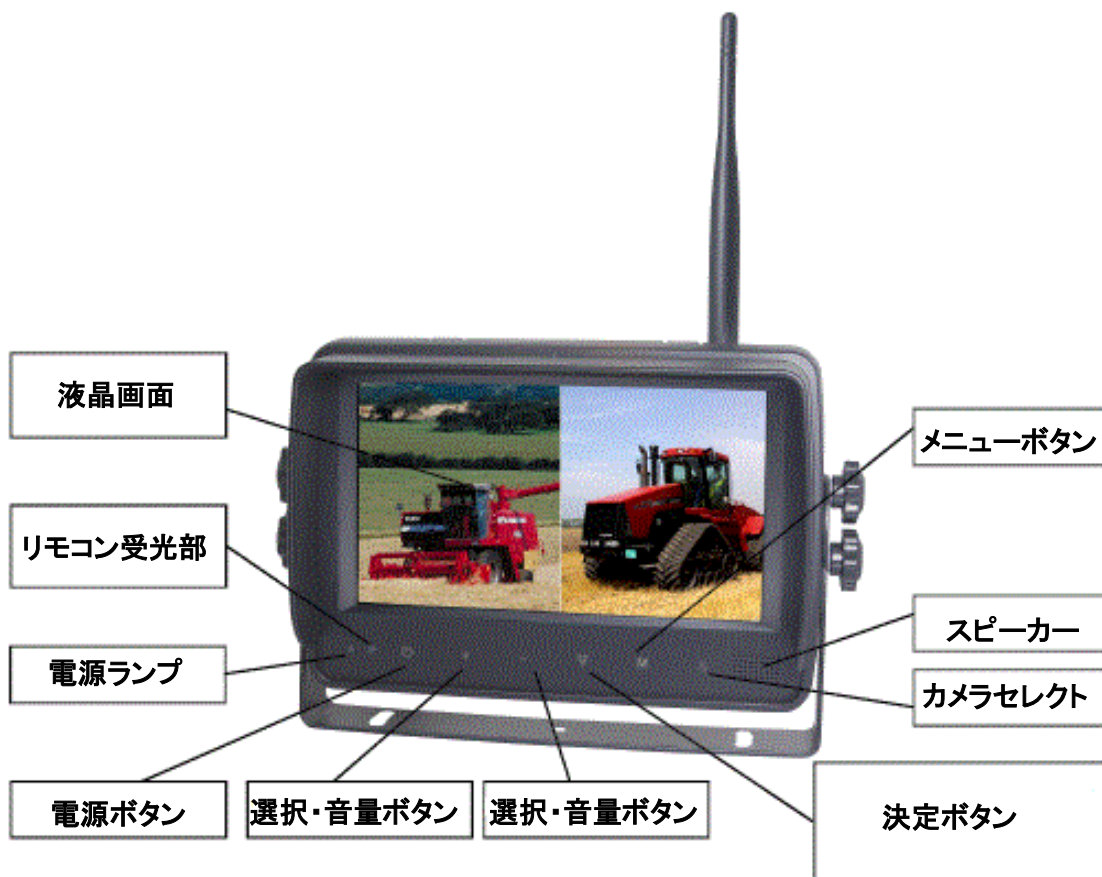 液晶画面
メニューボタン
リモコン受光部
スピーカー
電源ランプ
カメラセレクト
電源ボタン
選択・音量ボタン
選択・音量ボタン
決定ボタン
M